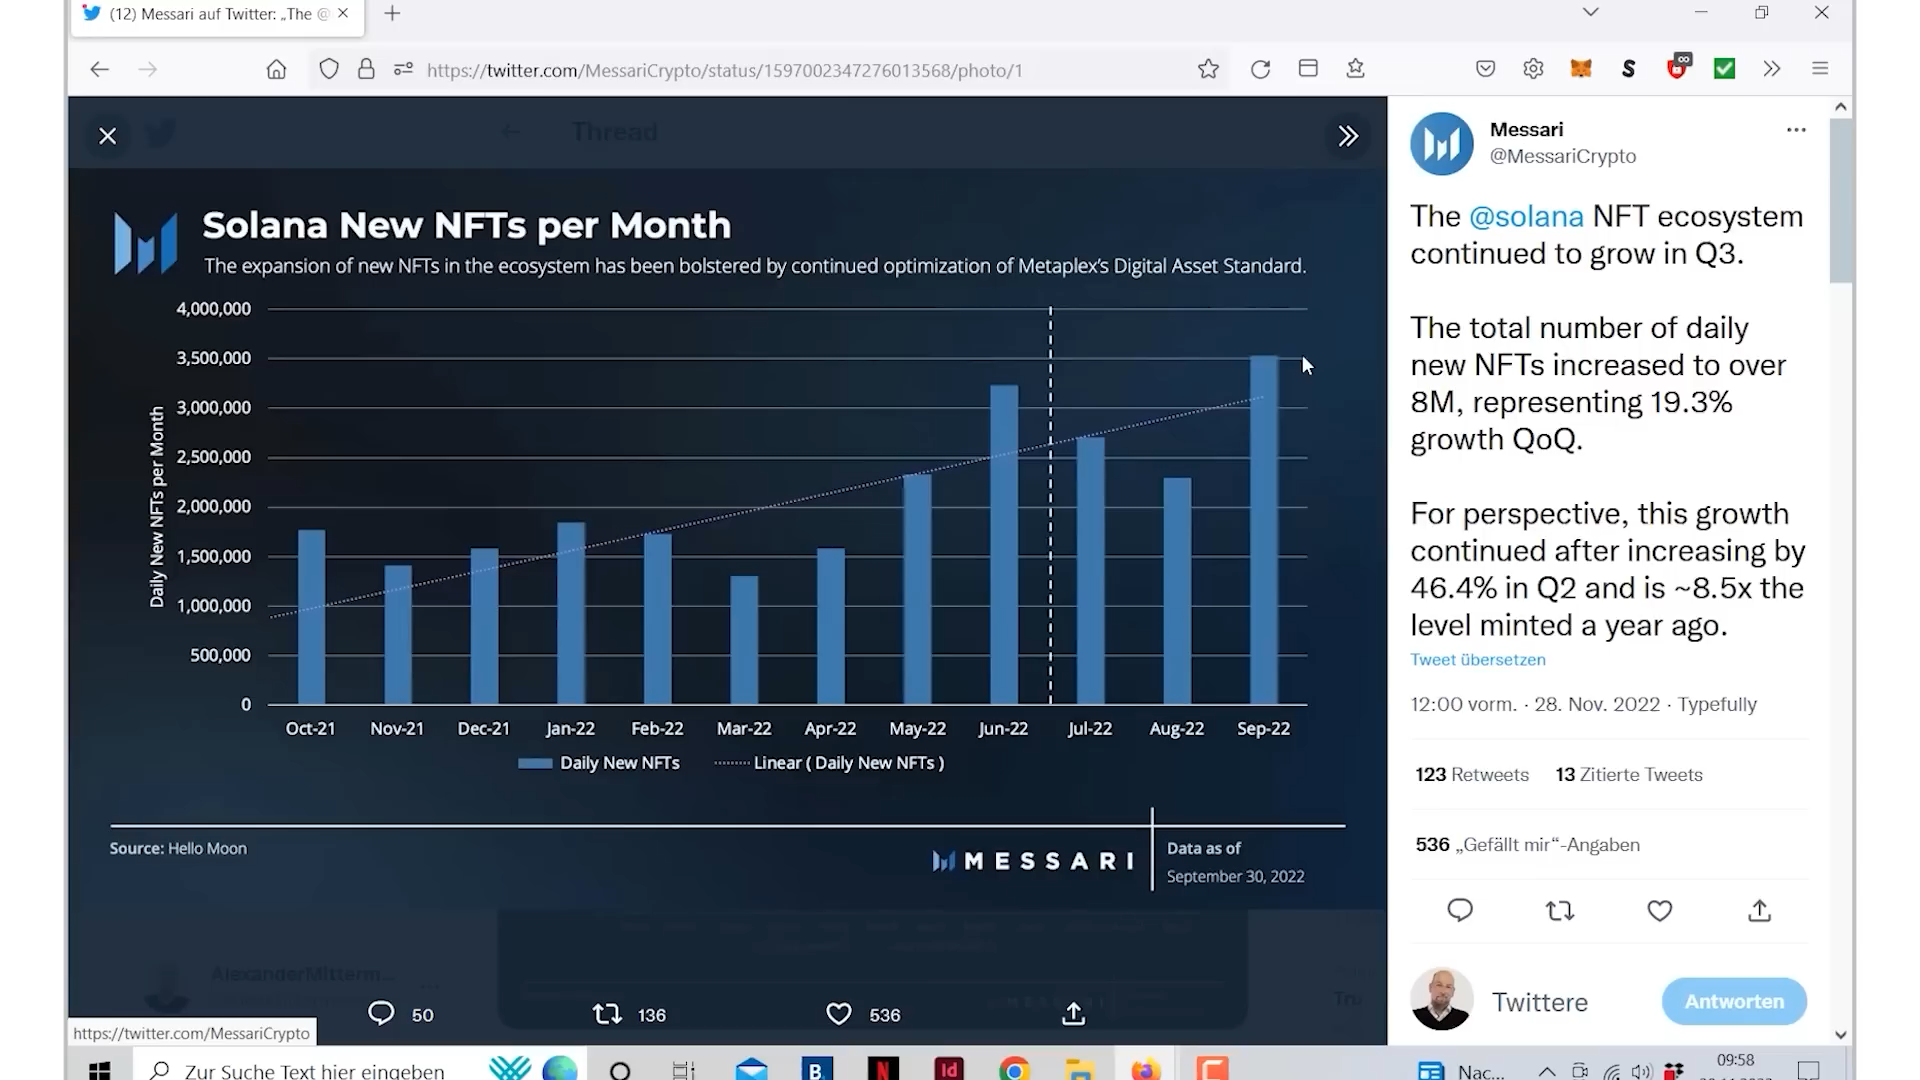 (12) Messari auf Twitter: „The @
https://twitter.com/MessariCrypto/status/1597002347276013568/photo/1
Thread
Solana New NFTs per Month
The expansion of new NFTs in the ecosystem has been bolstered by continued optimization of Metaplex's Digital Asset Standard.
Daily New NFTs per Month
4,000,000
3,500,000
3,000,000
2,500,000
2,000,000
1,500,000
1,000,000
500,000
0
Oct-21 Nov-21 Dec-21 Jan-22 Feb-22 Mar-22 Apr-22 May-22 Jun-22 Jul-22 Aug-22 Sep-22
Daily New NFTs Linear ( Daily New NFTs )
Source: Hello Moon
MESSARI
Data as of
September 30, 2022
AlexanderMitterm...
50 136 536
https://twitter.com/MessariCrypto
Messari
@MessariCrypto
The @solana NFT ecosystem
continued to grow in Q3.
The total number of daily
new NFTs increased to over
8M, representing 19.3%
growth QoQ.
For perspective, this growth
continued after increasing by
46.4% in Q2 and is ~8.5x the
level minted a year ago.
Tweet übersetzen
12:00 vorm. · 28. Nov. 2022 · Typefully
123 Retweets 13 Zitierte Tweets
536 „Gefällt mir“-Angaben
Twittere
Antworten
Zur Suche Text hier eingeben
B.
N
Id
Nac...
09:58